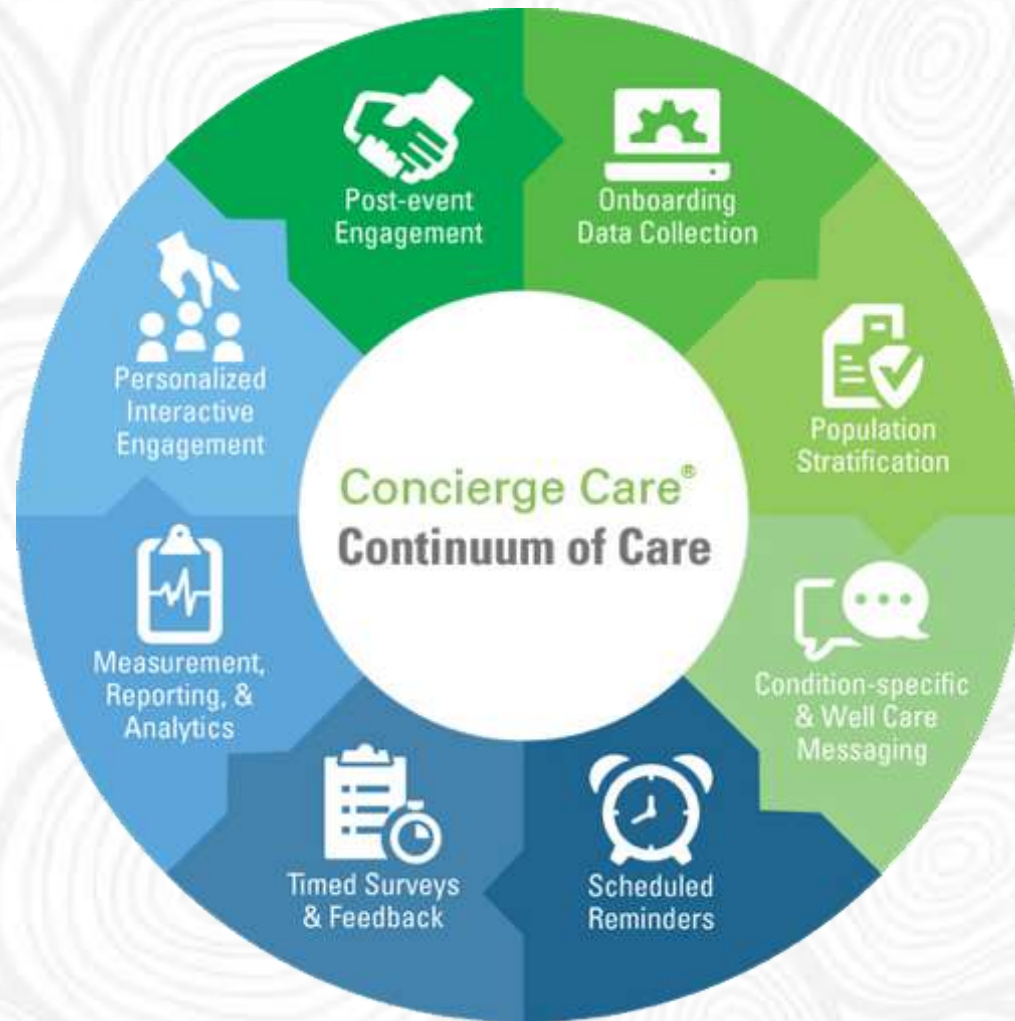 Post-event
Engagement
Onboarding
Data Collection
Population
Stratification
Condition-specific
& Well Care
Messaging
Scheduled
Reminders
Timed Surveys
& Feedback
Measurement,
Reporting, &
Analytics
Personalized
Interactive
Engagement
Concierge Care®
Continuum of Care